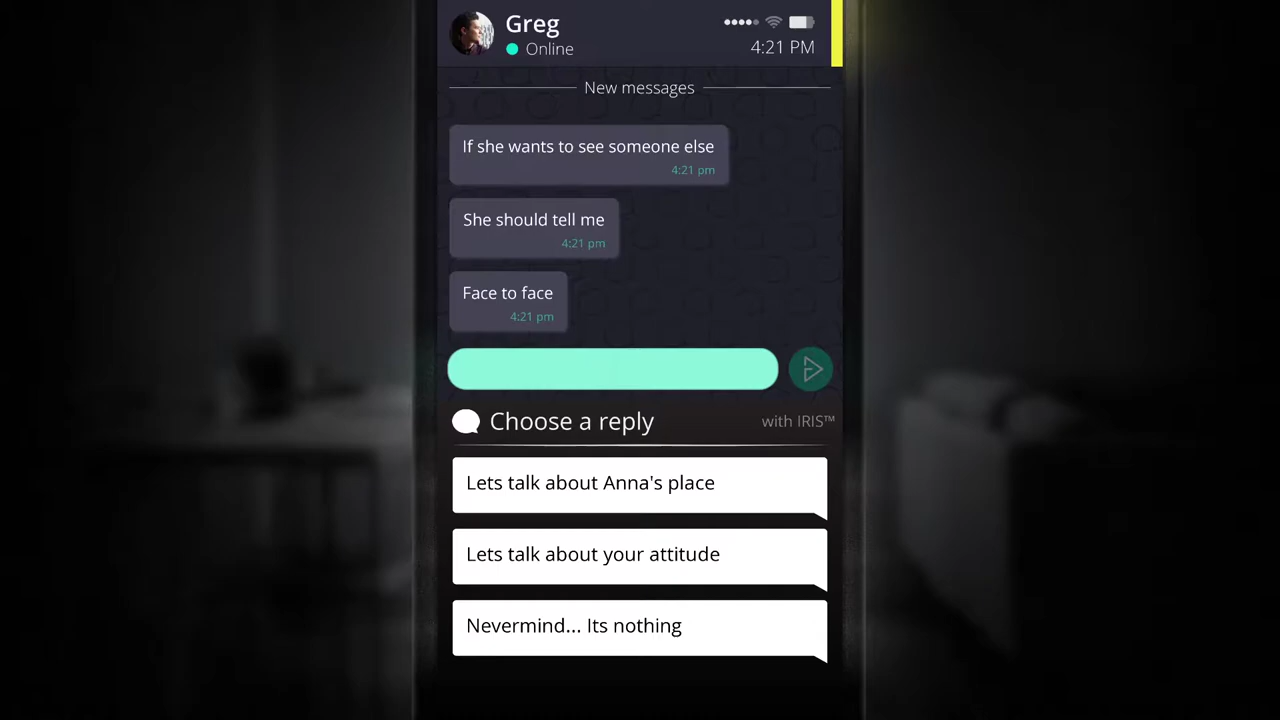 Greg
Online
4:21 PM
New messages
If she wants to see someone else
4:21 pm
She should tell me
4:21 pm
Face to face
4:21 pm
Choose a reply
with IRIS™
Lets talk about Anna's place
Lets talk about your attitude
Nevermind... Its nothing